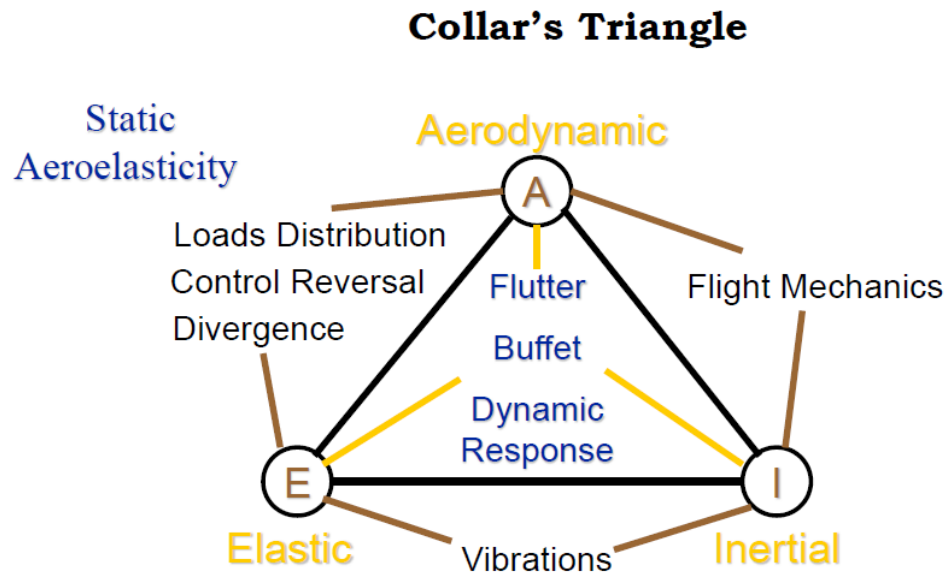 Collar's Triangle
Static
Aeroelasticity
Aerodynamic
A
Loads Distribution
Control Reversal
Divergence
Flutter
Buffet
Dynamic
Response
Flight Mechanics
E
I
Elastic
Vibrations
Inertial